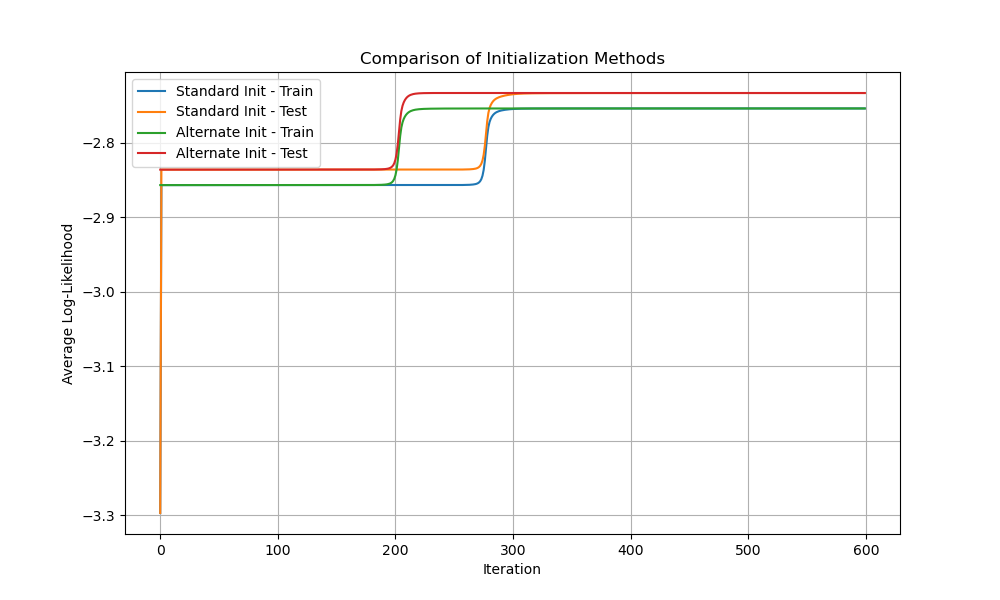 Comparison of Initialization Methods
Standard Init - Train
Standard Init - Test
Alternate Init - Train
Alternate Init - Test
Average Log-Likelihood
−2.8
−2.9
−3.0
−3.1
−3.2
−3.3
0 100 200 300 400 500 600
Iteration